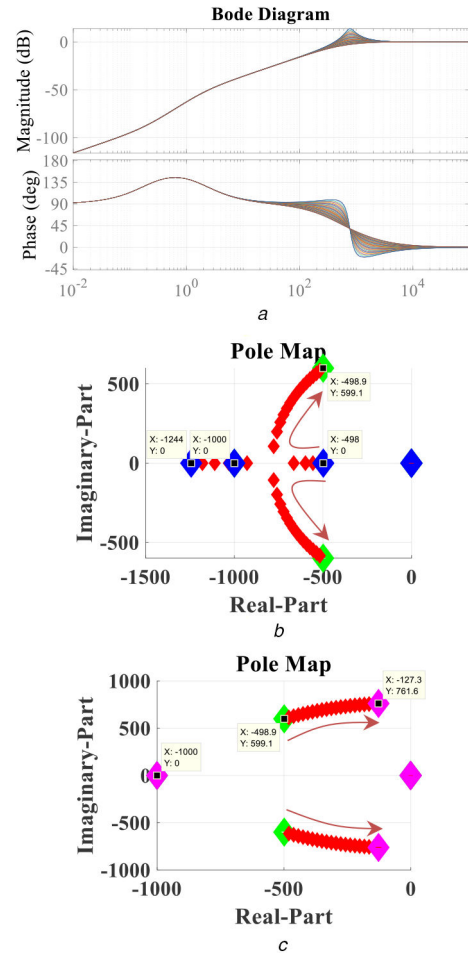 Bode Diagram
Magnitude (dB)
0
-50
-100
Phase (deg)
180
135
90
45
0
-45
10^-2
10^0
10^2
10^4
a
Pole Map
Imaginary-Part
500
0
-500
X: -498.9
Y: 599.1
X: -1244
Y: 0
X: -1000
Y: 0
X: -498
Y: 0
-1500
-1000
-500
0
Real-Part
b
Pole Map
Imaginary-Part
1000
500
0
-500
-1000
X: -127.3
Y: 761.6
X: -498.9
Y: 599.1
X: -1000
Y: 0
-1000
-500
0
Real-Part
c